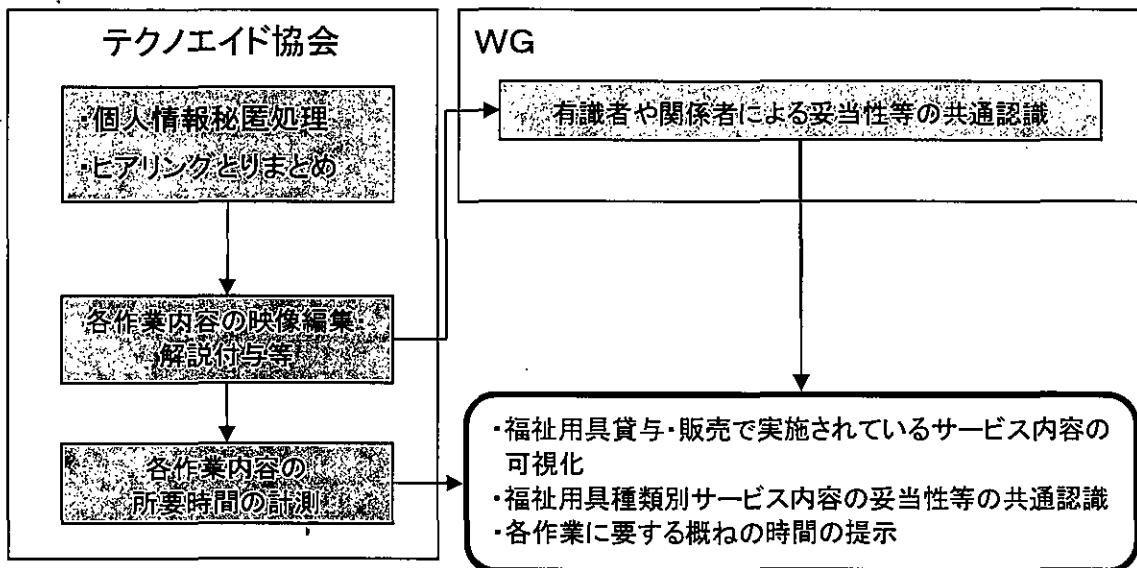 テクノエイド協会
・個人情報秘匿処理
・ヒアリングとりまとめ
各作業内容の映像編集・
解説付与等
各作業内容の
所要時間の計測
WG
有識者や関係者による妥当性等の共通認識
・福祉用具貸与・販売で実施されているサービス内容の
可視化
・福祉用具種類別サービス内容の妥当性等の共通認識
・各作業に要する概ねの時間の提示